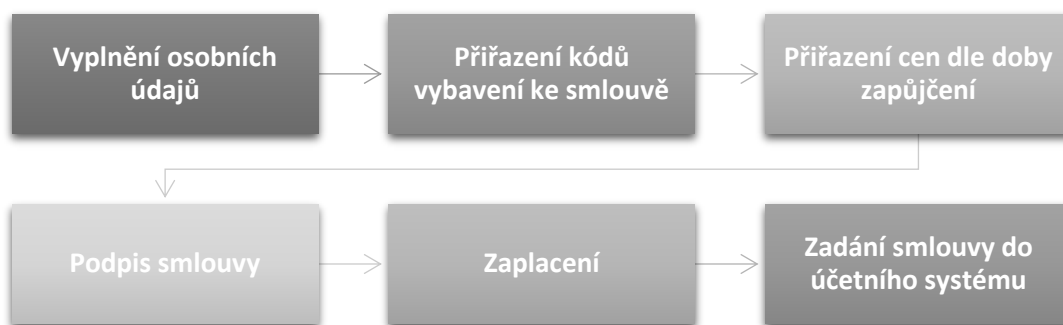 Vyplnění osobních
údajů
Přiřazení kódů
vybavení ke smlouvě
Přiřazení cen dle doby
zapůjčení
Podpis smlouvy
Zaplacení
Zadání smlouvy do
účetního systému